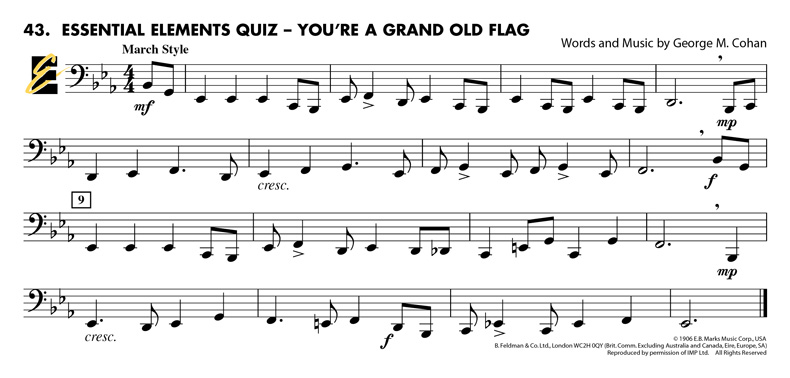 43. ESSENTIAL ELEMENTS QUIZ – YOU'RE A GRAND OLD FLAG
March Style
Words and Music by George M. Cohan
E
4
4
mf
mp
cresc.
f
9
mp
cresc.
f
© 1906 E.B. Marks Music Corp., USA
B. Feldman & Co. Ltd., London WC2H 0QY (Brit. Comm. Excluding Australia and Canada, Eire, Europe, SA)
Reproduced by permission of IMP Ltd. All Rights Reserved